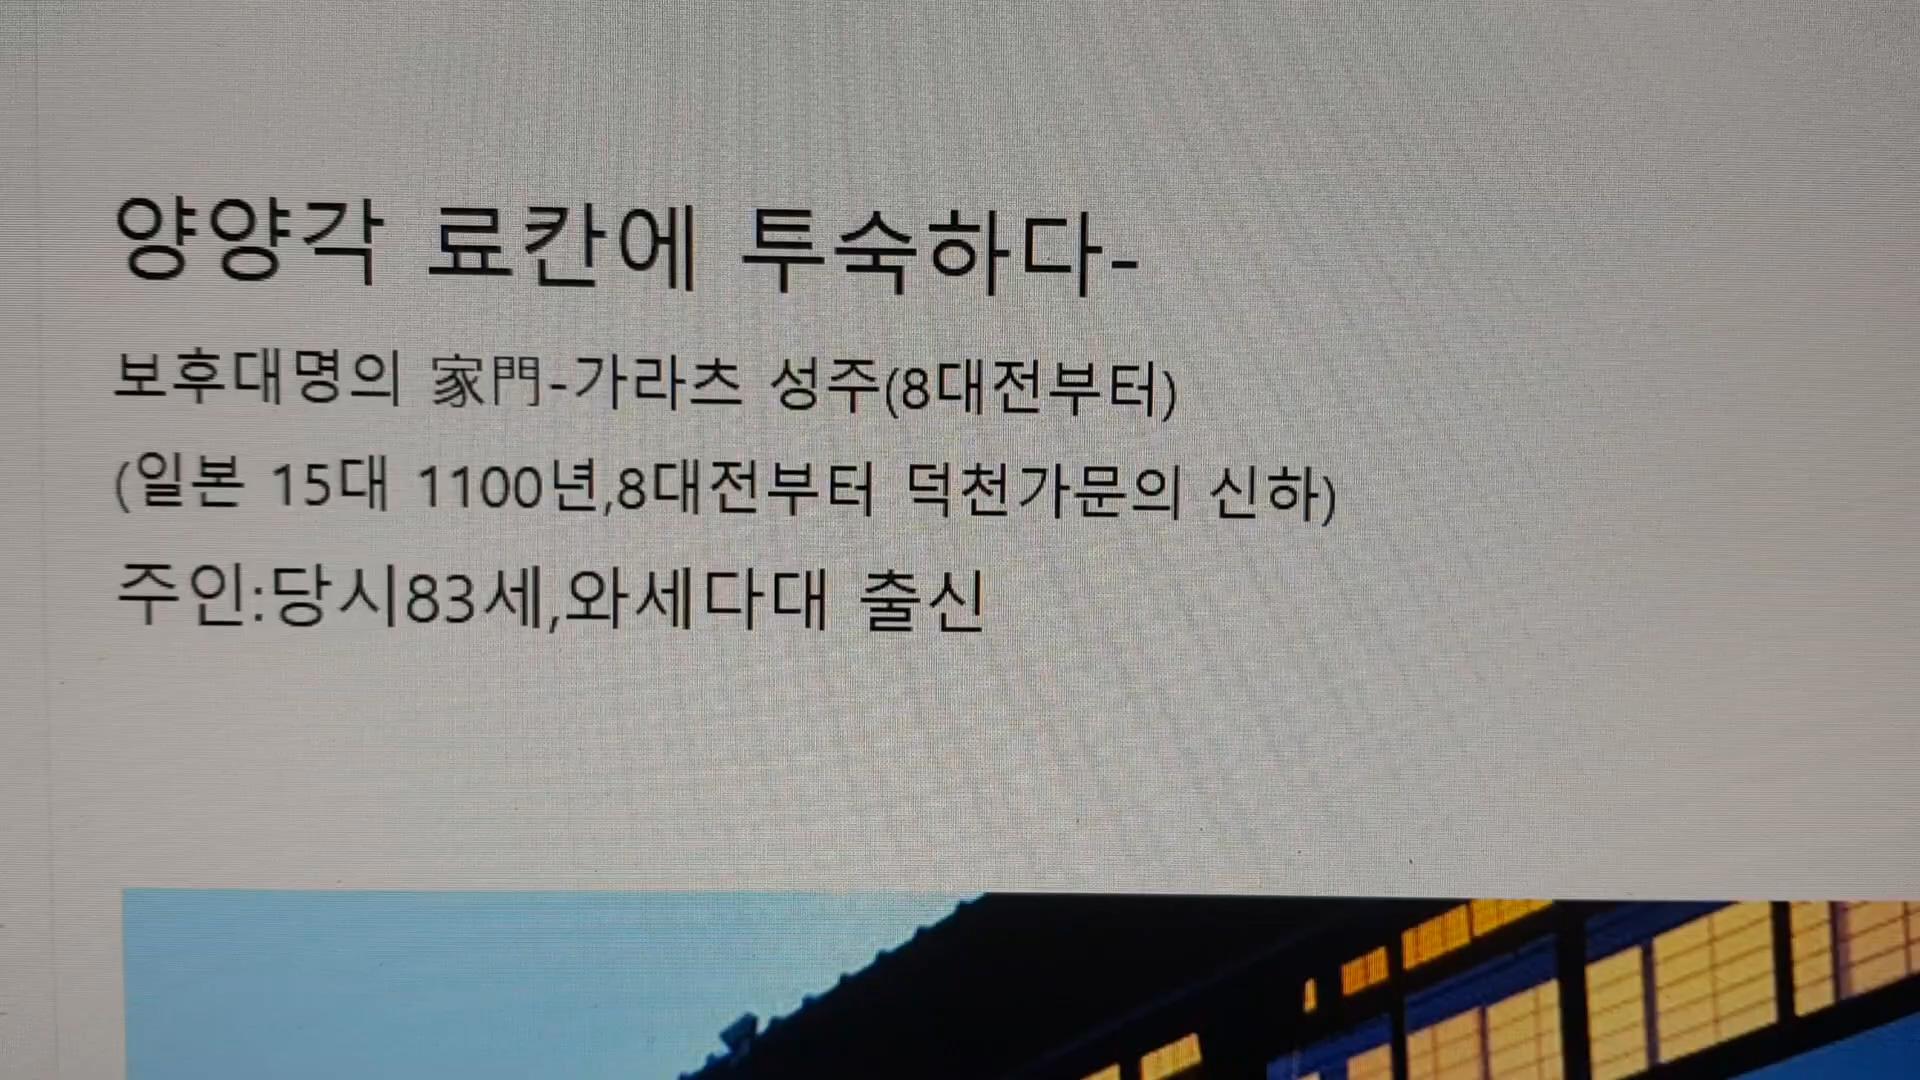 양양각 료칸에 투숙하다-
보후대명의 家門-가라츠 성주(8대전부터)
(일본 15대 1100년,8대전부터 덕천가문의 신하)
주인:당시83세,와세다대 출신